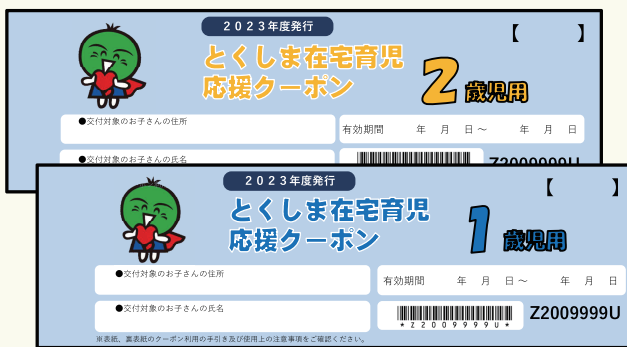 2023年度発行
【 】
とくしま在宅育児
応援クーポン
2歳児用
●交付対象のお子さんの住所
有効期間 年 月 日～ 年 月 日
●交付対象のお子さんの氏名
Z2009999U
2023年度発行
【 】
とくしま在宅育児
応援クーポン
1歳児用
●交付対象のお子さんの住所
有効期間 年 月 日～ 年 月 日
●交付対象のお子さんの氏名
*Z2009999U*
Z2009999U
※表紙、裏表紙のクーポン利用の手引き及び使用上の注意事項をご確認ください。